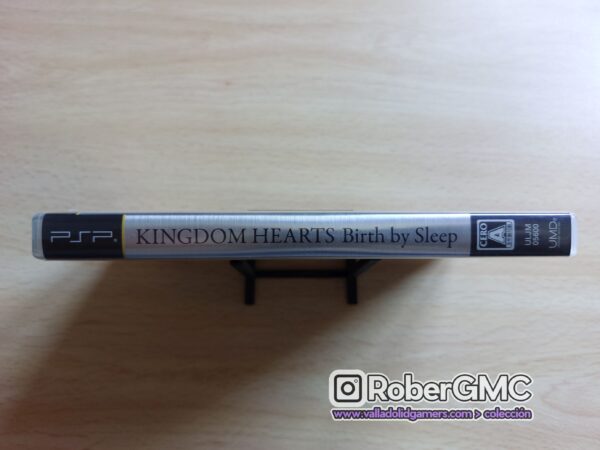 PSP
KINGDOM HEARTS Birth by Sleep
CERO
A
ULJM
05600
UMD
RoberGMC
www.valladolidgamers.com > colección